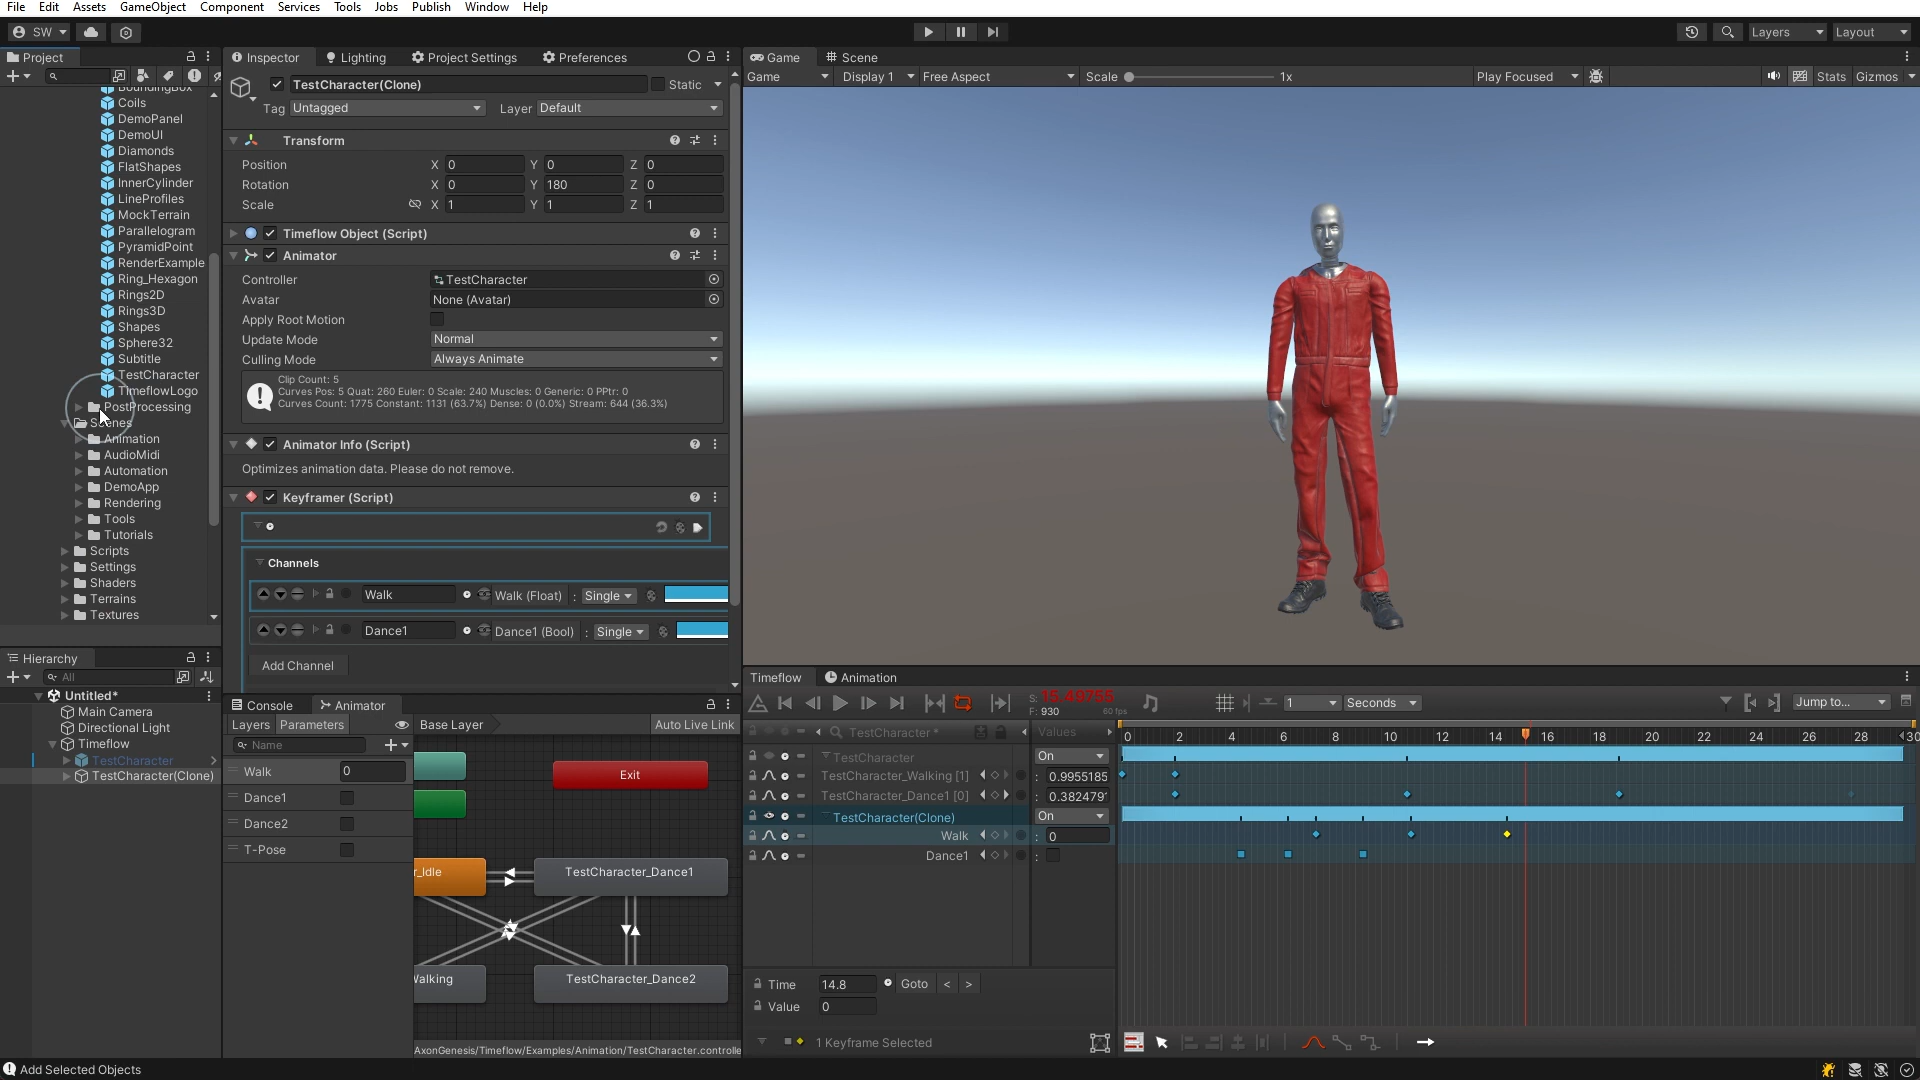 File Edit Assets GameObject Component Services Tools Jobs Publish Window Help
SW
Layers Layout
Project
BoundingBox
Coils
DemoPanel
DemoUI
Diamonds
FlatShapes
InnerCylinder
LineProfiles
MockTerrain
Parallelogram
PyramidPoint
RenderExample
Ring_Hexagon
Rings2D
Rings3D
Shapes
Sphere32
Subtitle
TestCharacter
TimeflowLogo
PostProcessing
Scenes
Animation
AudioMidi
Automation
DemoApp
Rendering
Tools
Tutorials
Scripts
Settings
Shaders
Terrains
Textures
Hierarchy
All
Untitled*
Main Camera
Directional Light
Timeflow
TestCharacter
TestCharacter(Clone)
Inspector Lighting Project Settings Preferences
TestCharacter(Clone) Static
Tag Untagged Layer Default
Transform
Position X 0 Y 0 Z 0
Rotation X 0 Y 180 Z 0
Scale X 1 Y 1 Z 1
Timeflow Object (Script)
Animator
Controller TestCharacter
Avatar None (Avatar)
Apply Root Motion
Update Mode Normal
Culling Mode Always Animate
Clip Count: 5
Curves Pos: 5 Quat: 260 Euler: 0 Scale: 240 Muscles: 0 Generic: 0 PPtr: 0
Curves Count: 1775 Constant: 1131 (63.7%) Dense: 0 (0.0%) Stream: 644 (36.3%)
Animator Info (Script)
Optimizes animation data. Please do not remove.
Keyframer (Script)
Channels
Walk Walk (Float) : Single
Dance1 Dance1 (Bool) : Single
Add Channel
Console Animator
Layers Parameters Base Layer Auto Live Link
Name
Walk 0
Dance1
Dance2
T-Pose
Exit
r_Idle TestCharacter_Dance1
Walking TestCharacter_Dance2
AxonGenesis/Timeflow/Examples/Animation/TestCharacter.controlle
Game Scene
Game Display 1 Free Aspect Scale 1x Play Focused Stats Gizmos
Timeflow Animation
S: 15.49755
F: 930 60 fps
1 Seconds Jump to...
TestCharacter * Values
0 2 4 6 8 10 12 14 16 18 20 22 24 26 28 30
TestCharacter On
TestCharacter_Walking [1] : 0.9955185
TestCharacter_Dance1 [0] : 0.382479
TestCharacter(Clone) On
Walk : 0
Dance1 :
Time 14.8 Goto < >
Value 0
1 Keyframe Selected
Add Selected Objects